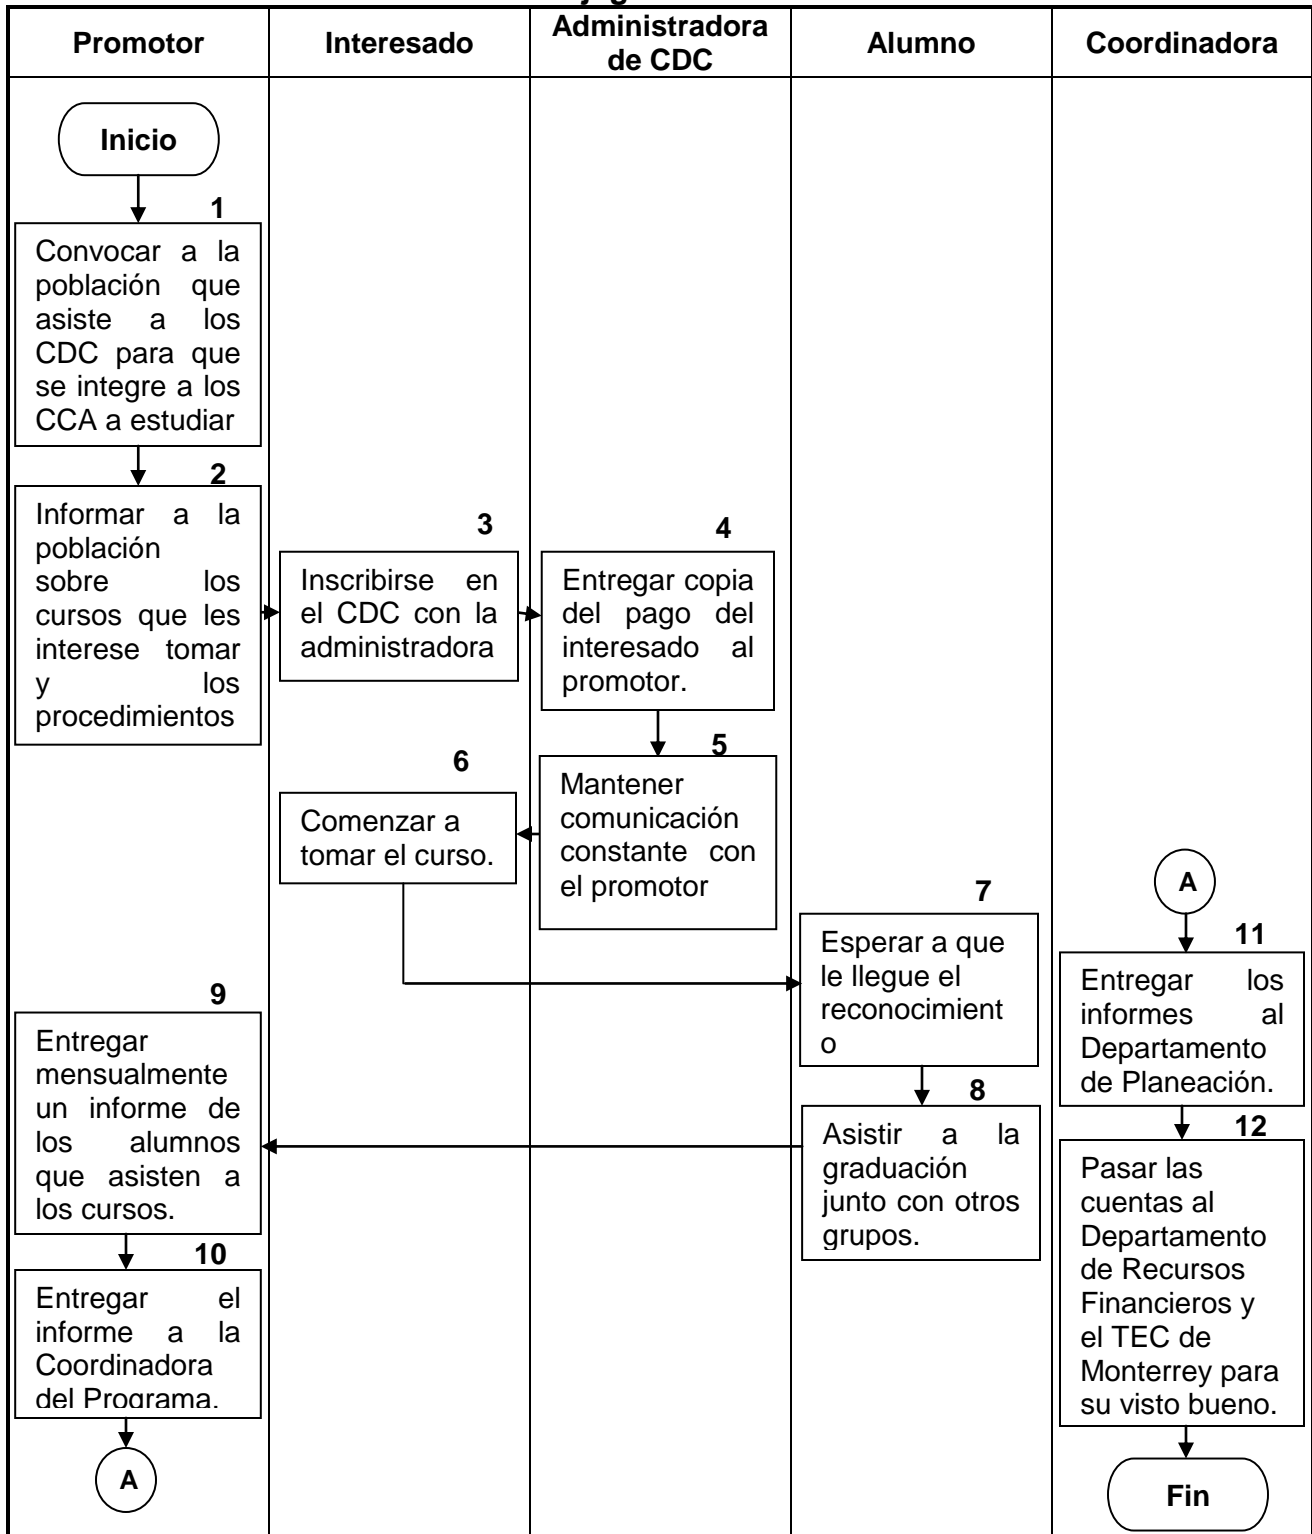 Promotor
Interesado
Administradora
de CDC
Alumno
Coordinadora
Inicio
1
Convocar a la
población que
asiste a los
CDC para que
se integre a los
CCA a estudiar
2
Informar a la
población
sobre los
cursos que les
interese tomar
y los
procedimientos
3
Inscribirse en
el CDC con la
administradora
4
Entregar copia
del pago del
interesado al
promotor.
5
Mantener
comunicación
constante con
el promotor
6
Comenzar a
tomar el curso.
7
Esperar a que
le llegue el
reconocimient
o
8
Asistir a la
graduación
junto con otros
grupos.
9
Entregar
mensualmente
un informe de
los alumnos
que asisten a
los cursos.
10
Entregar el
informe a la
Coordinadora
del Programa.
A
A
11
Entregar los
informes al
Departamento
de Planeación.
12
Pasar las
cuentas al
Departamento
de Recursos
Financieros y
el TEC de
Monterrey para
su visto bueno.
Fin